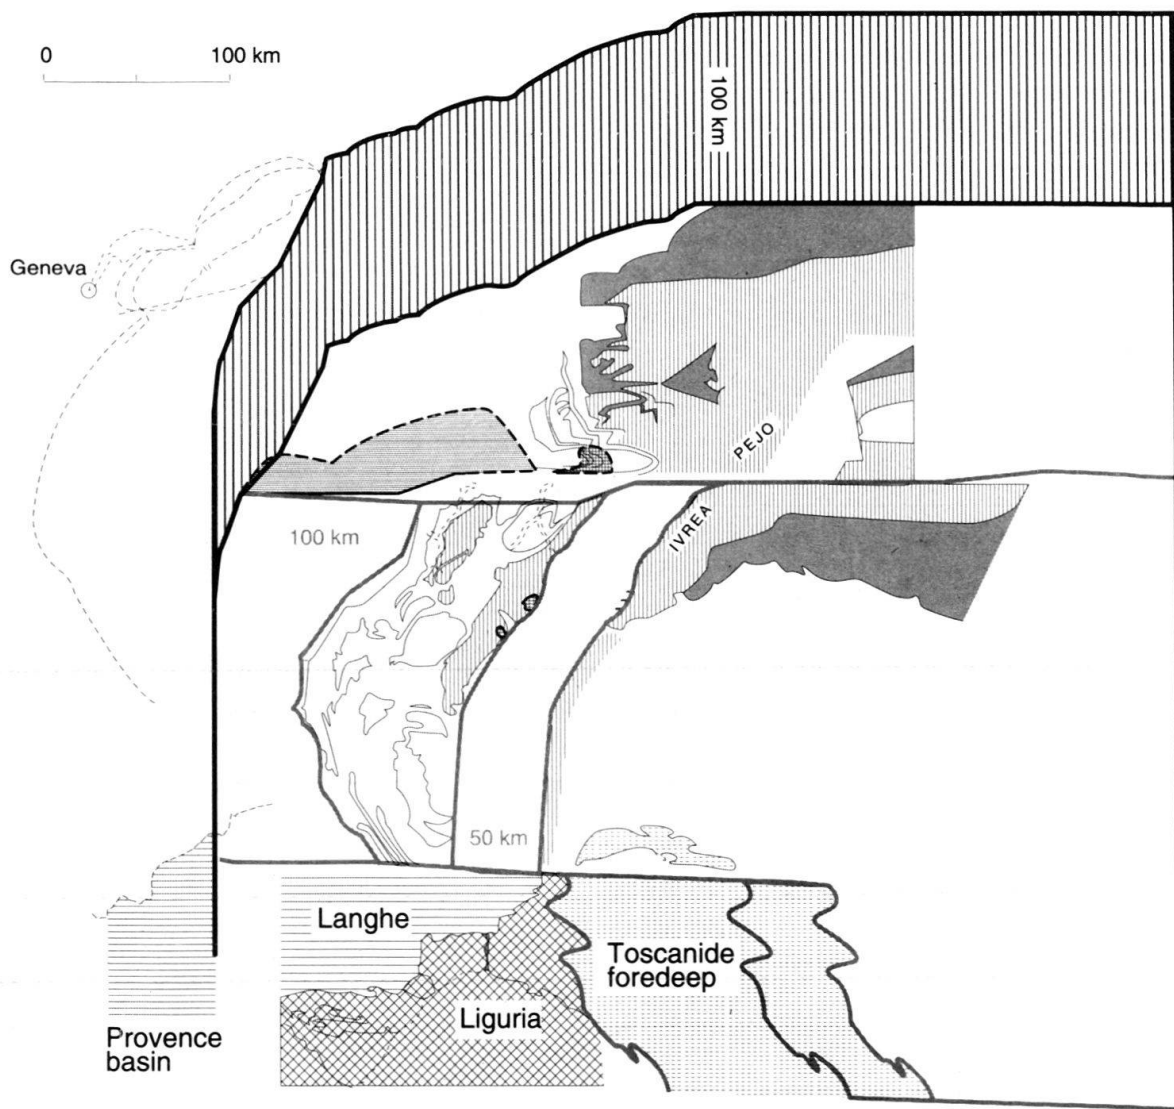 0 100 km
100 km
Geneva
PEJO
100 km
IVREA
50 km
Langhe
Toscanide
foredeep
Liguria
Provence
basin